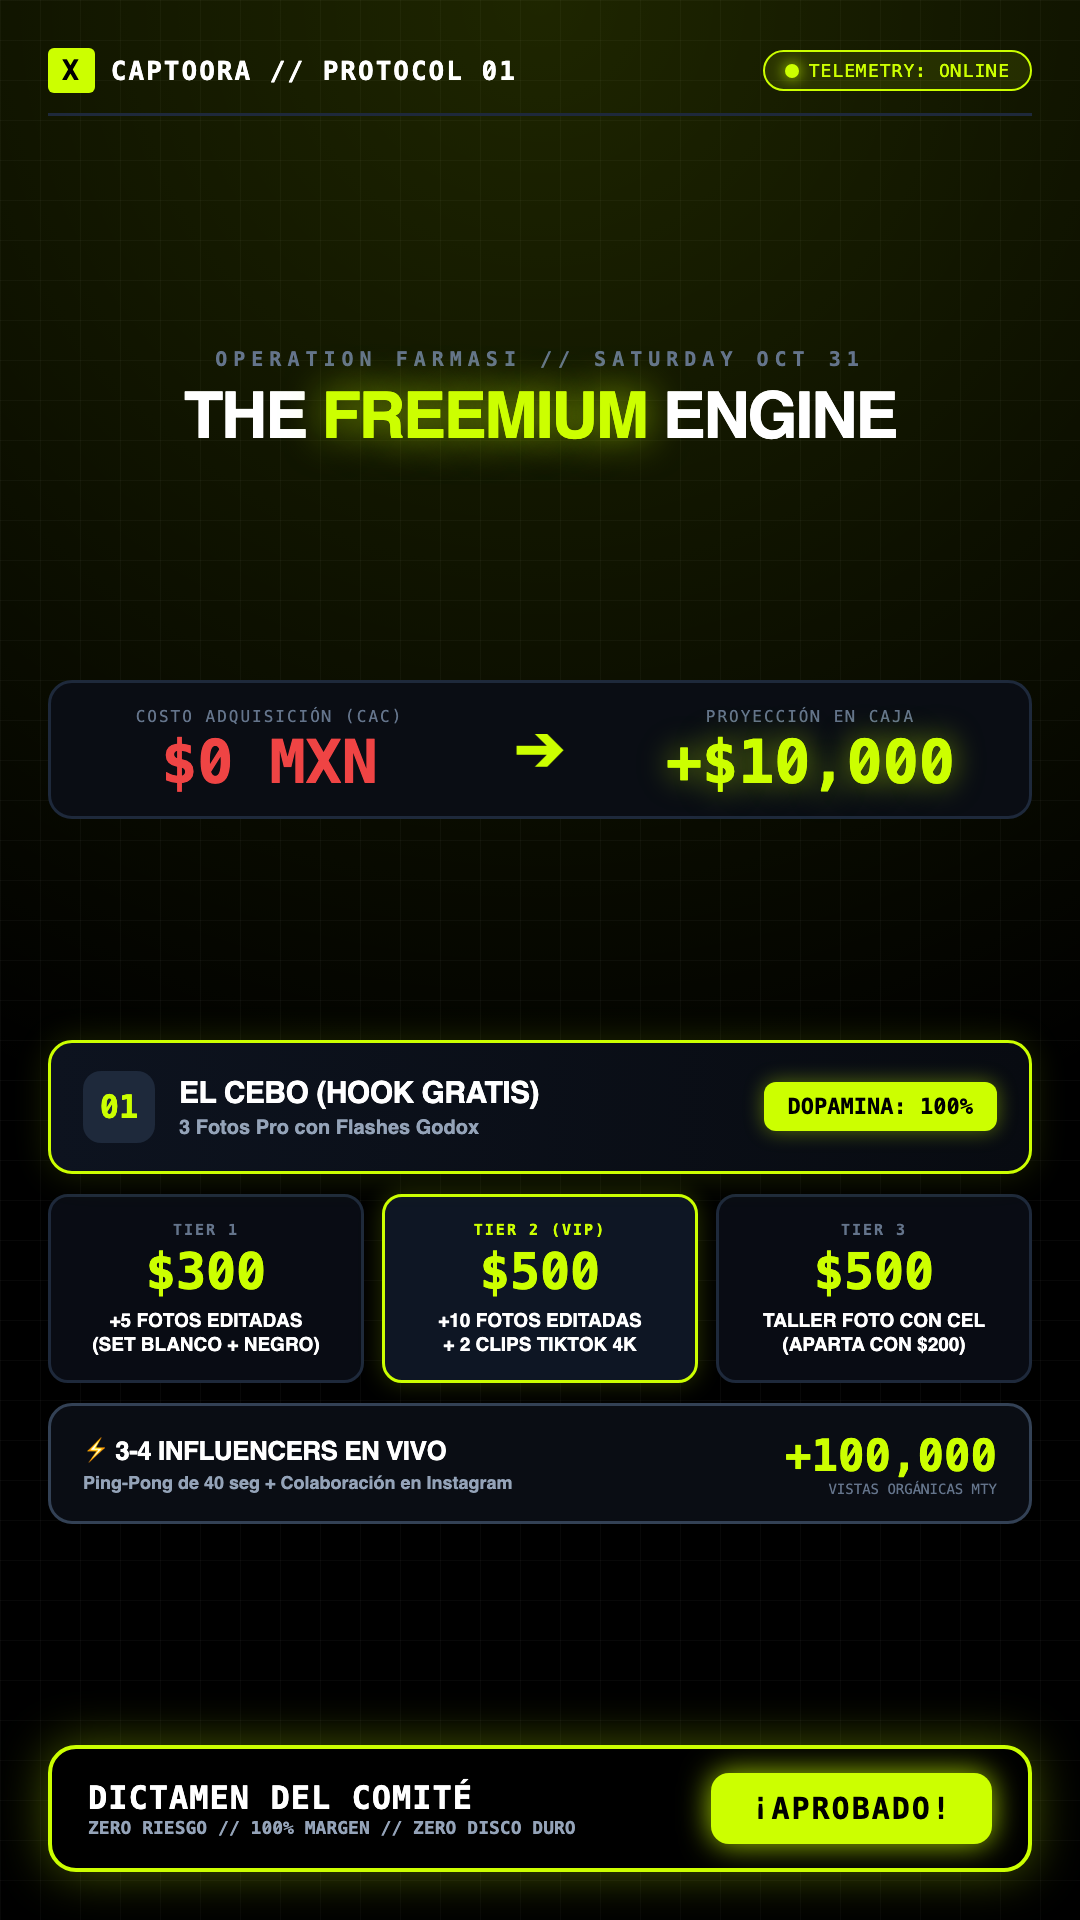 X CAPTOORA // PROTOCOL 01
TELEMETRY: ONLINE
OPERATION FARMASI // SATURDAY OCT 31
THE FREEMIUM ENGINE
COSTO ADQUISICIÓN (CAC)
$0 MXN
➔
PROYECCIÓN EN CAJA
+$10,000
01
EL CEBO (HOOK GRATIS)
3 Fotos Pro con Flashes Godox
DOPAMINA: 100%
TIER 1
$300
+5 FOTOS EDITADAS
(SET BLANCO + NEGRO)
TIER 2 (VIP)
$500
+10 FOTOS EDITADAS
+ 2 CLIPS TIKTOK 4K
TIER 3
$500
TALLER FOTO CON CEL
(APARTA CON $200)
⚡ 3-4 INFLUENCERS EN VIVO
Ping-Pong de 40 seg + Colaboración en Instagram
+100,000
VISTAS ORGÁNICAS MTY
DICTAMEN DEL COMITÉ
ZERO RIESGO // 100% MARGEN // ZERO DISCO DURO
¡APROBADO!